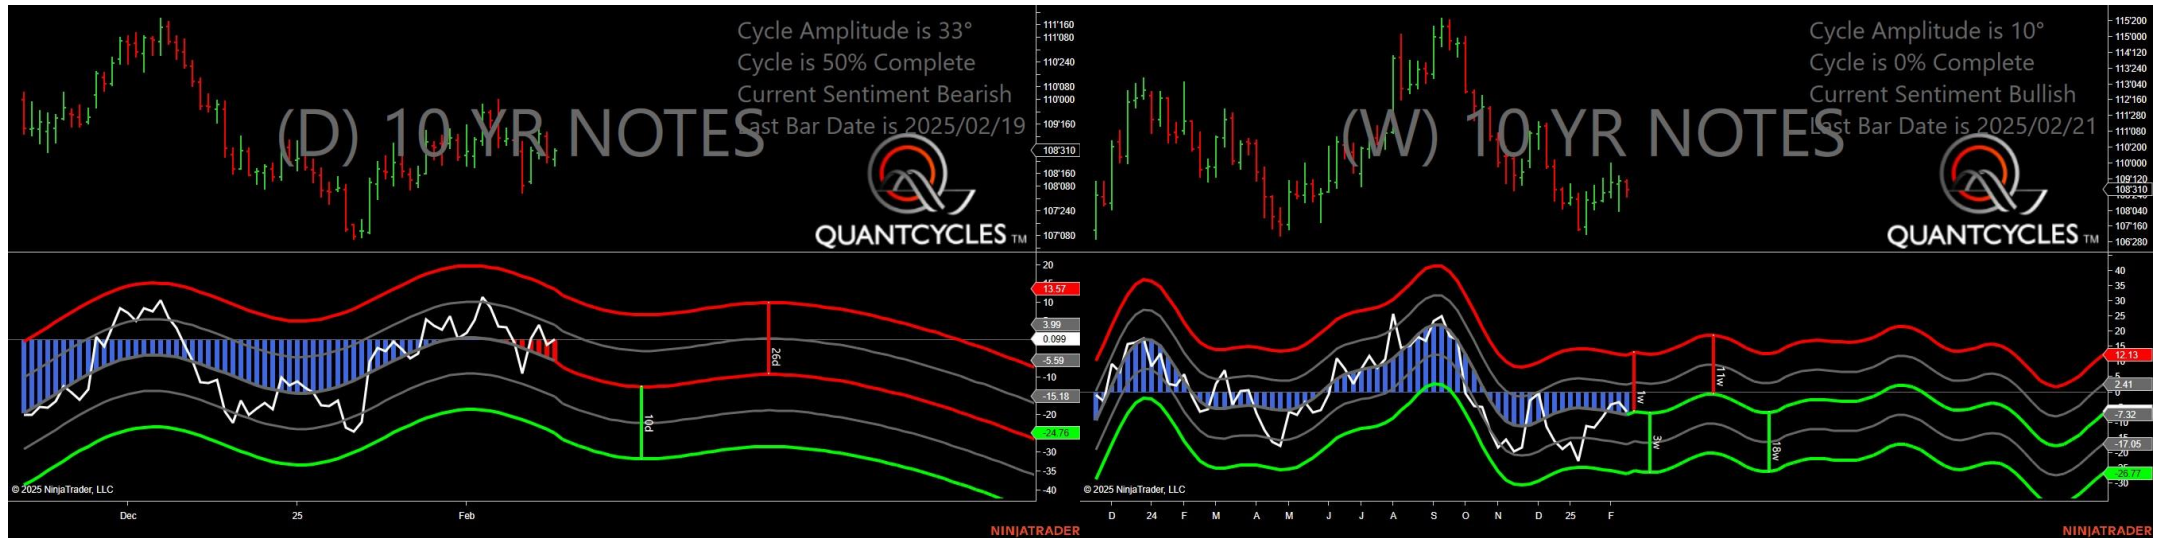 Cycle Amplitude is 33°
Cycle is 50% Complete
Current Sentiment Bearish
Last Bar Date is 2025/02/19
(D) 10 YR NOTES
QUANTCYCLES TM
111'160
111'080
110'240
110'080
110'000
109'160
108'310
108'160
108'080
107'240
107'080
20
13.57
10
3.99
0.099
-5.59
-10
-15.18
-20
-24.76
-30
-35
-40
26d
10d
© 2025 NinjaTrader, LLC
Dec
25
Feb
NINJATRADER
Cycle Amplitude is 10°
Cycle is 0% Complete
Current Sentiment Bullish
Last Bar Date is 2025/02/21
(W) 10 YR NOTES
QUANTCYCLES TM
115'200
115'000
114'120
113'240
113'040
112'160
111'280
111'080
110'200
110'000
109'120
108'310
108'040
107'160
106'280
40
35
30
25
20
15
12.13
5
2.41
0
-7.32
-10
-17.05
-20
-26.77
-30
1w
11w
3w
18w
© 2025 NinjaTrader, LLC
D
24
F
M
A
M
J
J
A
S
O
N
D
25
F
NINJATRADER